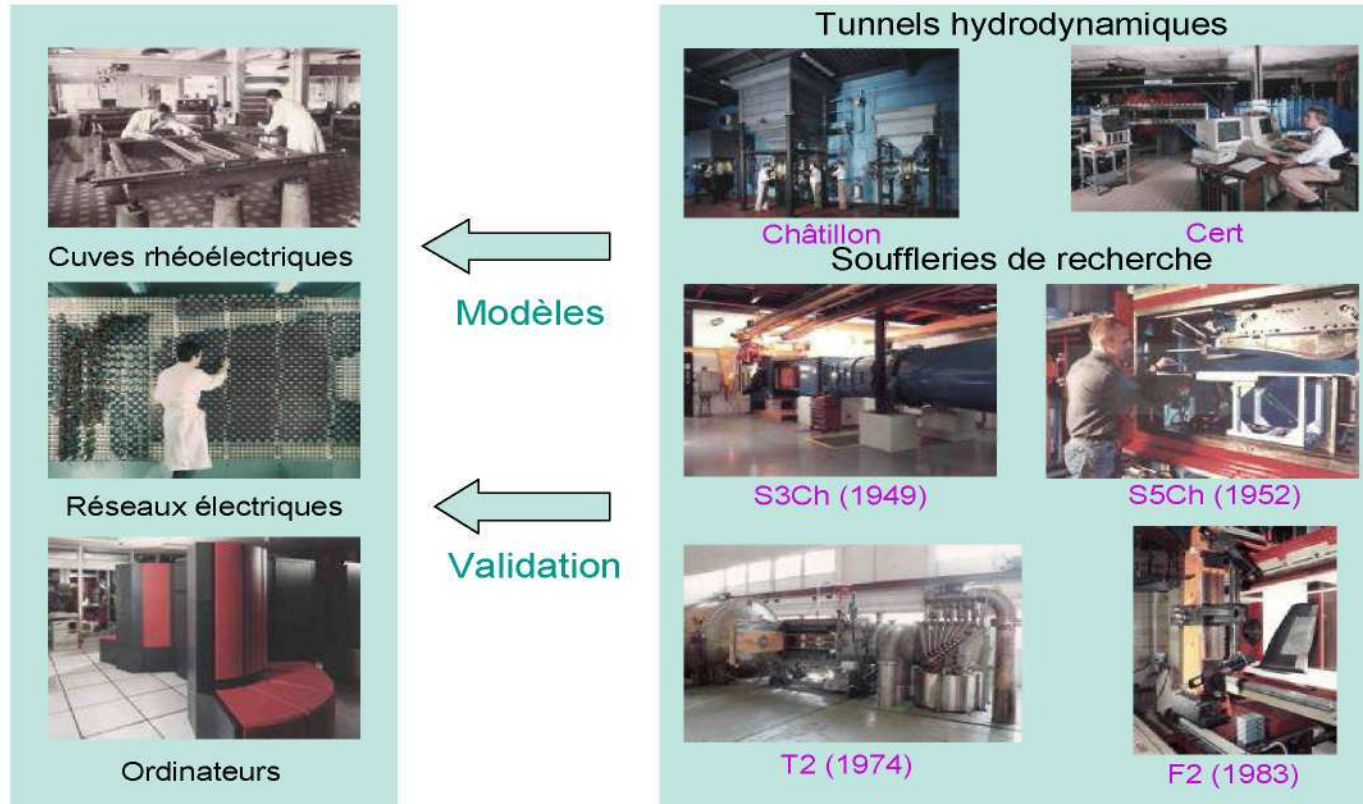 Cuves rhéoélectriques
Réseaux électriques
Ordinateurs
Modèles
Validation
Tunnels hydrodynamiques
Châtillon
Cert
Souffleries de recherche
S3Ch (1949)
S5Ch (1952)
T2 (1974)
F2 (1983)